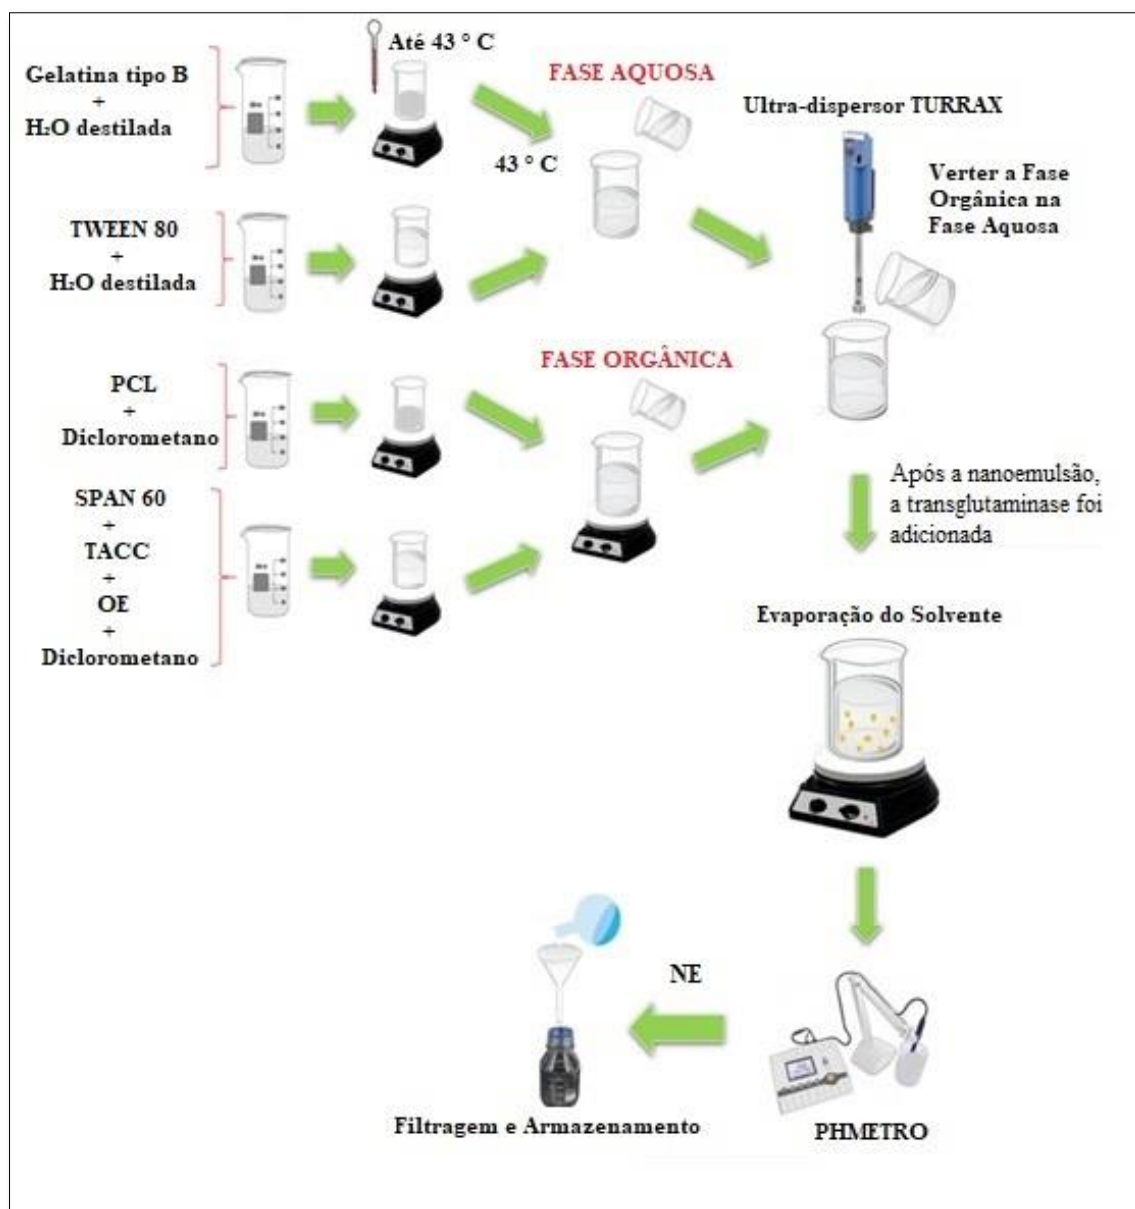 Gelatina tipo B
+
H₂O destilada
Até 43 ° C
43 ° C
FASE AQUOSA
TWEEN 80
+
H₂O destilada
PCL
+
Diclorometano
SPAN 60
+
TACC
+
OE
+
Diclorometano
FASE ORGÂNICA
Ultra-dispersor TURRAX
Verter a Fase
Orgânica na
Fase Aquosa
Após a nanoemulsão,
a transglutaminase foi
adicionada
Evaporação do Solvente
PHMETRO
NE
Filtragem e Armazenamento